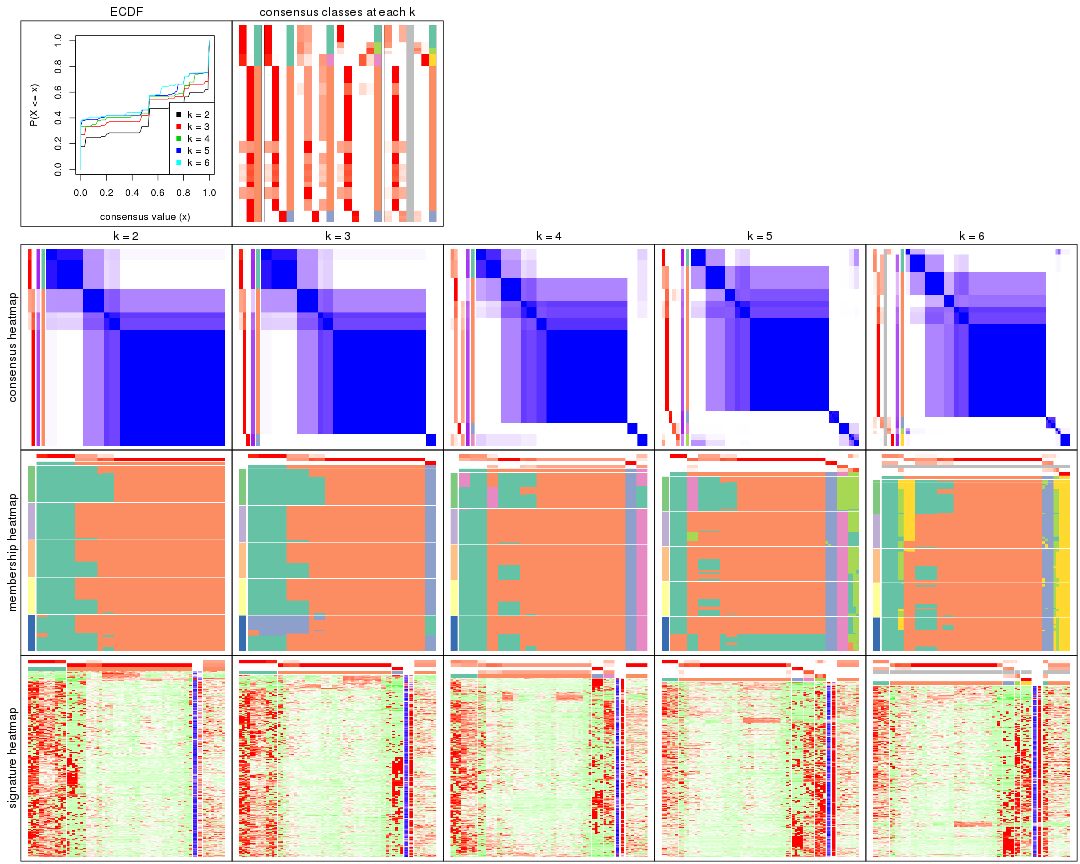 ECDF
consensus classes at each k
P(X <= x)
0.0 0.2 0.4 0.6 0.8 1.0
k = 2
k = 3
k = 4
k = 5
k = 6
0.0 0.2 0.4 0.6 0.8 1.0
consensus value (x)
k = 2 k = 3 k = 4 k = 5 k = 6
consensus heatmap
membership heatmap
signature heatmap